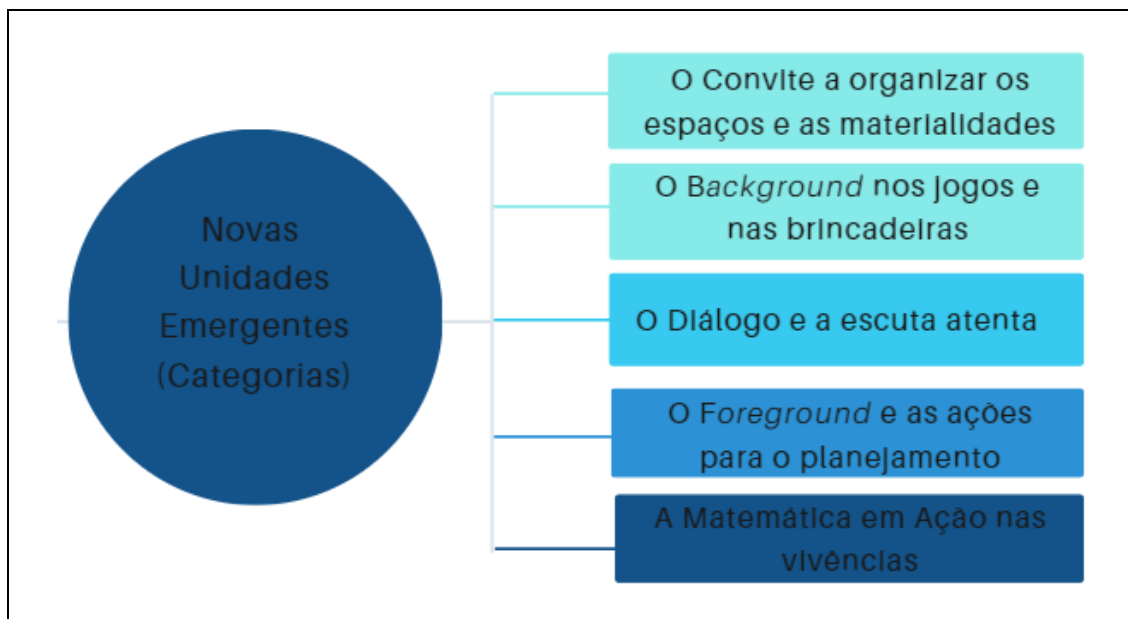 Novas
Unidades
Emergentes
(Categorias)
O Convite a organizar os
espaços e as materialidades
O Background nos jogos e
nas brincadeiras
O Diálogo e a escuta atenta
O Foreground e as ações
para o planejamento
A Matemática em Ação nas
vivências